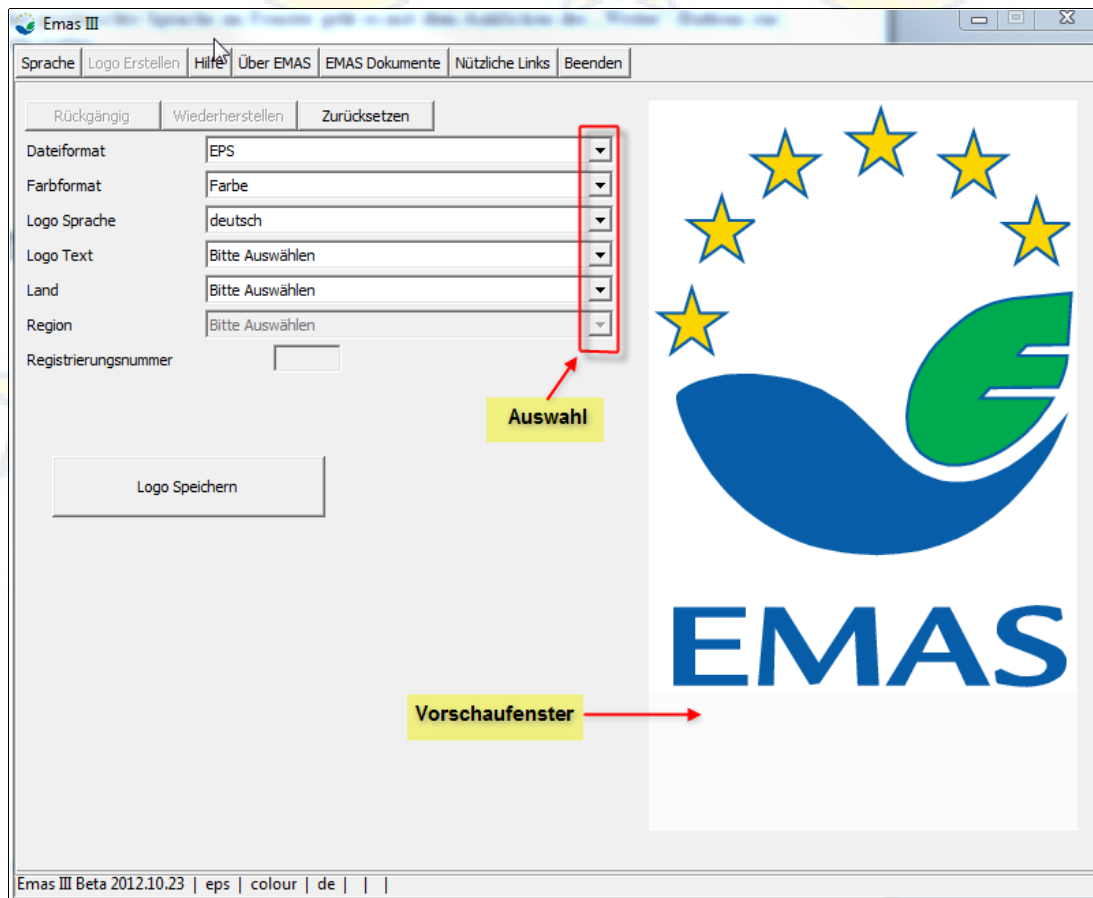 Emas III
Sprache Logo Erstellen Hilfe Über EMAS EMAS Dokumente Nützliche Links Beenden
Rückgängig Wiederherstellen Zurücksetzen
Dateiformat EPS
Farbformat Farbe
Logo Sprache deutsch
Logo Text Bitte Auswählen
Land Bitte Auswählen
Region Bitte Auswählen
Registrierungsnummer
Auswahl
Logo Speichern
EMAS
Vorschaufenster
Emas III Beta 2012.10.23 | eps | colour | de | | |